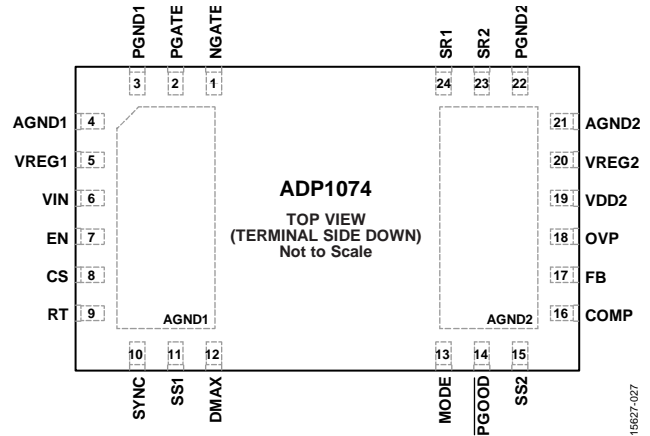 PGND1
PGATE
NGATE
SR1
SR2
PGND2
3
2
1
24
23
22
AGND1 4
VREG1 5
VIN 6
EN 7
CS 8
RT 9
21 AGND2
20 VREG2
19 VDD2
18 OVP
17 FB
16 COMP
ADP1074
TOP VIEW
(TERMINAL SIDE DOWN)
Not to Scale
AGND1
AGND2
10
11
12
13
14
15
SYNC
SS1
DMAX
MODE
PGOOD
SS2
15627-027